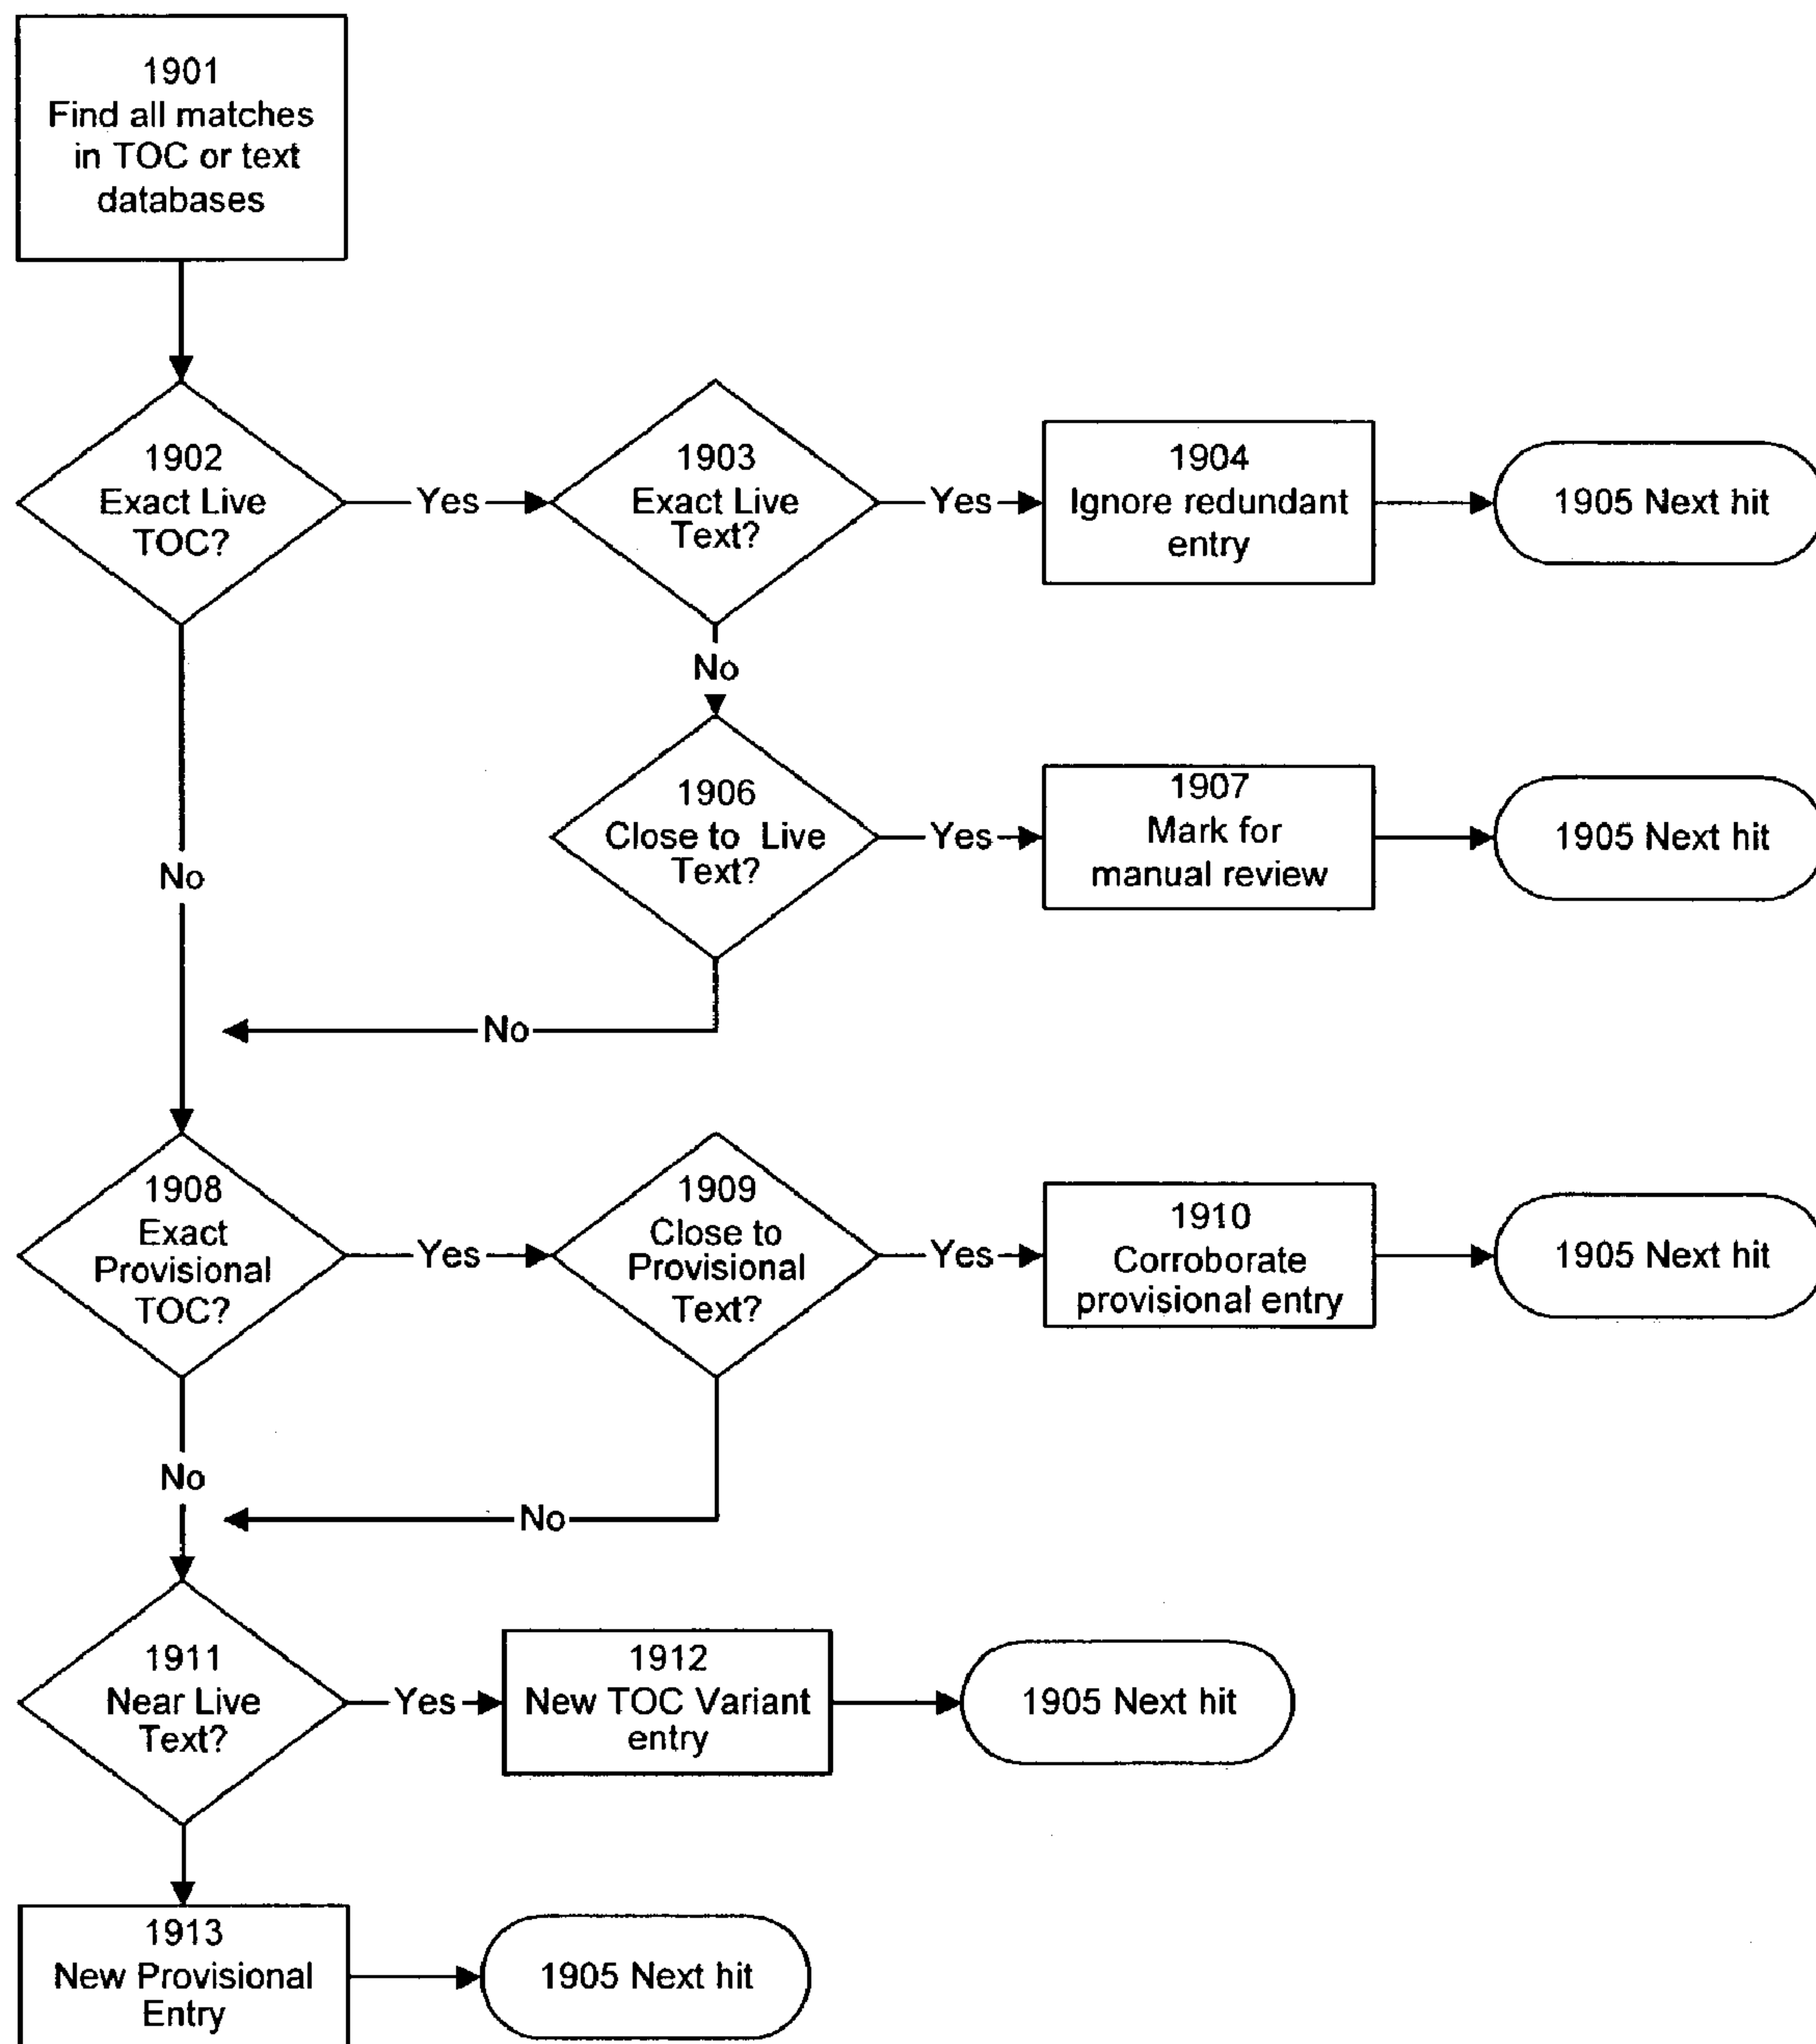 1901
Find all matches
in TOC or text
databases
1902
Exact Live
TOC?
Yes
1903
Exact Live
Text?
Yes
1904
Ignore redundant
entry
1905 Next hit
No
No
1906
Close to Live
Text?
Yes
1907
Mark for
manual review
1905 Next hit
No
1908
Exact
Provisional
TOC?
Yes
1909
Close to
Provisional
Text?
Yes
1910
Corroborate
provisional entry
1905 Next hit
No
No
1911
Near Live
Text?
Yes
1912
New TOC Variant
entry
1905 Next hit
1913
New Provisional
Entry
1905 Next hit